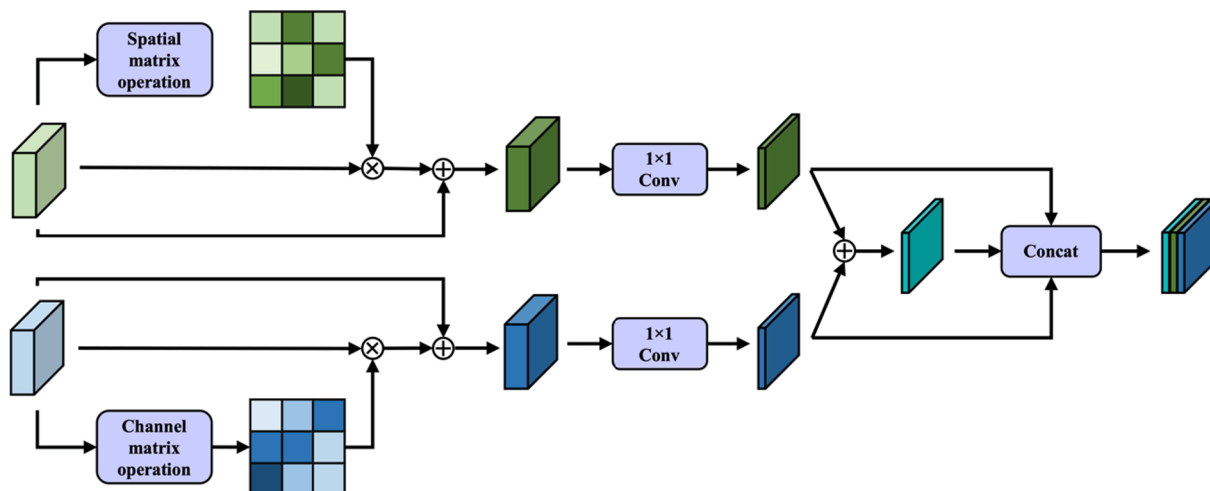 Spatial
matrix
operation
1×1
Conv
Concat
1×1
Conv
Channel
matrix
operation